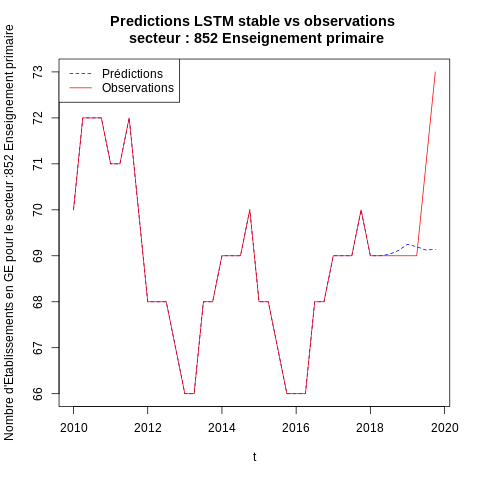 Predictions LSTM stable vs observations
secteur : 852 Enseignement primaire
Nombre d'Etablissements en GE pour le secteur :852 Enseignement primaire
73
72
71
70
69
68
67
66
Prédictions
Observations
2010 2012 2014 2016 2018 2020
t